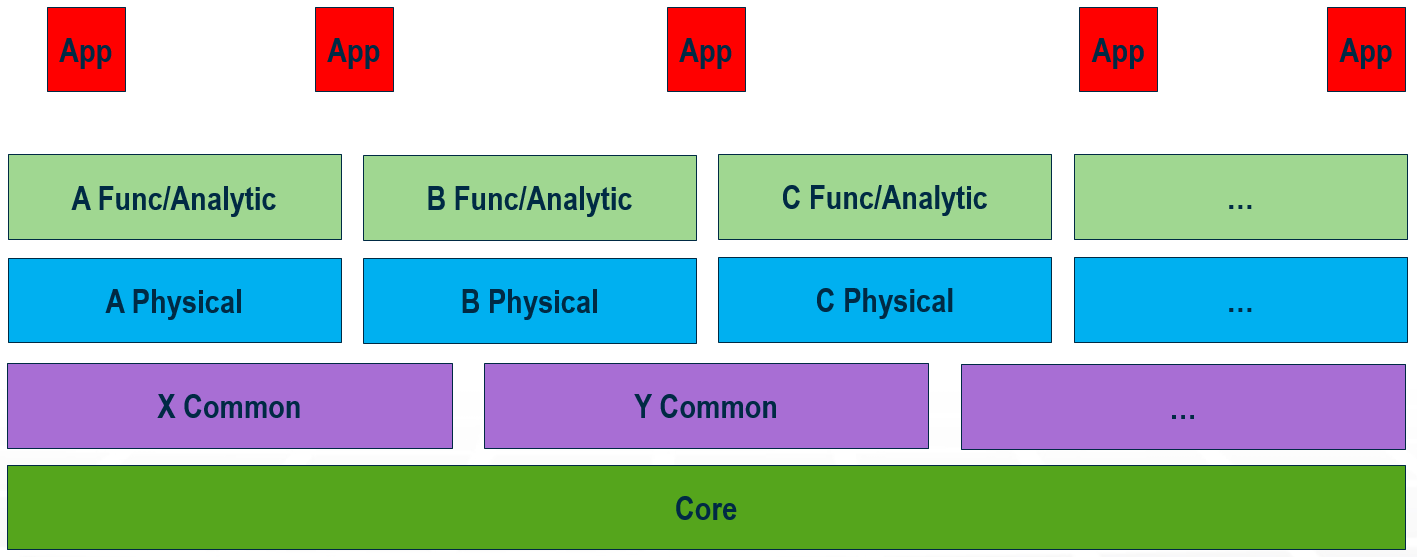 App App App App App
A Func/Analytic B Func/Analytic C Func/Analytic ...
A Physical B Physical C Physical ...
X Common Y Common ...
Core